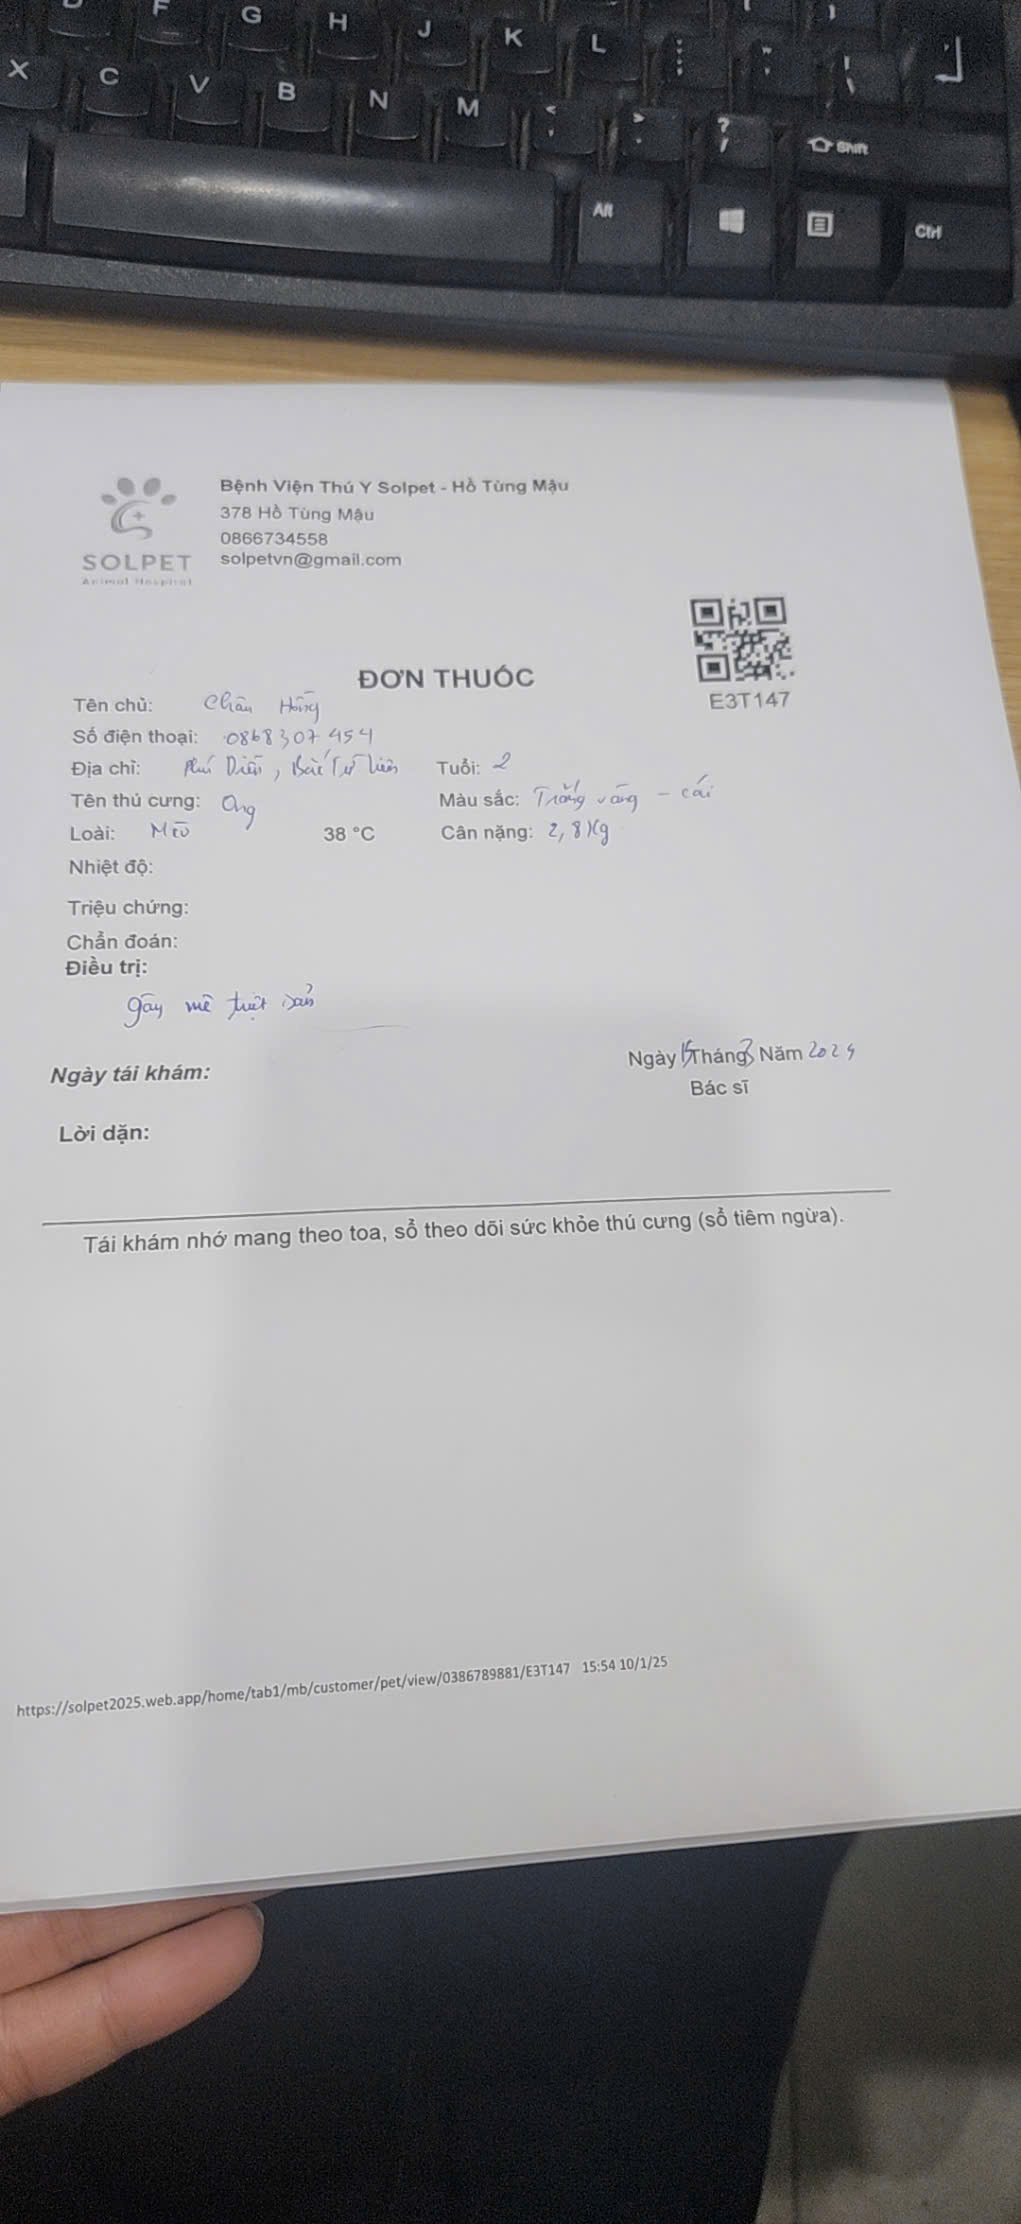 F G H J K L
X C V B N M < , > . ? / Shift
Alt Ctrl
Bệnh Viện Thú Y Solpet - Hồ Tùng Mậu
378 Hồ Tùng Mậu
0866734558
solpetvn@gmail.com
SOLPET
Animal Hospital
E3T147
ĐƠN THUỐC
Tên chủ: Chân Hồng
Số điện thoại: 0868307454
Địa chỉ: Phú Diễn, Bắc Từ Liêm Tuổi: 2
Tên thú cưng: Ong Màu sắc: Trắng vàng - cái
Loài: Mèo 38 °C Cân nặng: 2,8Kg
Nhiệt độ:
Triệu chứng:
Chẩn đoán:
Điều trị:
gây mê triệt sản
Ngày 15 Tháng 3 Năm
Ngày tái khám:
Bác sĩ
Lời dặn:
Tái khám nhớ mang theo toa, sổ theo dõi sức khỏe thú cưng (sổ tiêm ngừa).
https://solpet2025.web.app/home/tab1/mb/customer/pet/view/0386789881/E3T147 15:54 10/1/25